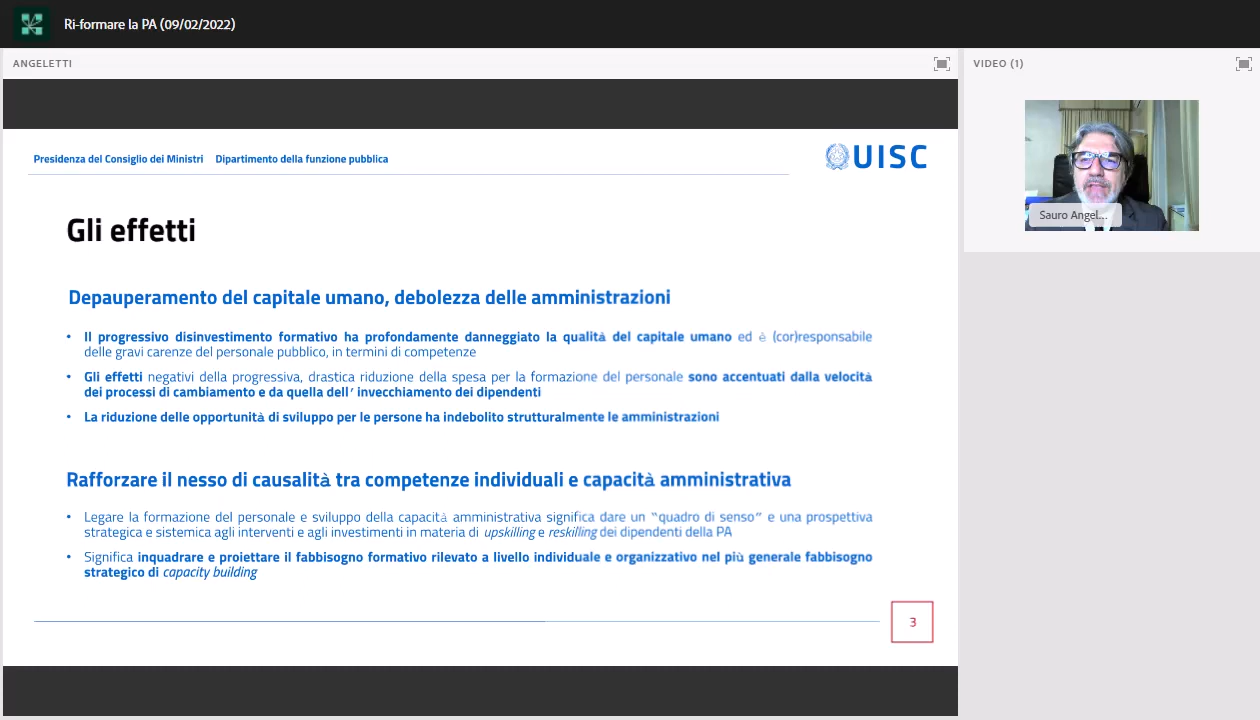 Ri-formare la PA (09/02/2022)
ANGELETTI
VIDEO (1)
Presidenza del Consiglio dei Ministri Dipartimento della funzione pubblica
UISC
Sauro Angel...
Gli effetti
Depauperamento del capitale umano, debolezza delle amministrazioni
• Il progressivo disinvestimento formativo ha profondamente danneggiato la qualità del capitale umano ed è (cor)responsabile
delle gravi carenze del personale pubblico, in termini di competenze
• Gli effetti negativi della progressiva, drastica riduzione della spesa per la formazione del personale sono accentuati dalla velocità
dei processi di cambiamento e da quella dell' invecchiamento dei dipendenti
• La riduzione delle opportunità di sviluppo per le persone ha indebolito strutturalmente le amministrazioni
Rafforzare il nesso di causalità tra competenze individuali e capacità amministrativa
• Legare la formazione del personale e sviluppo della capacità amministrativa significa dare un "quadro di senso" e una prospettiva
strategica e sistemica agli interventi e agli investimenti in materia di upskilling e reskilling dei dipendenti della PA
• Significa inquadrare e proiettare il fabbisogno formativo rilevato a livello individuale e organizzativo nel più generale fabbisogno
strategico di capacity building
3